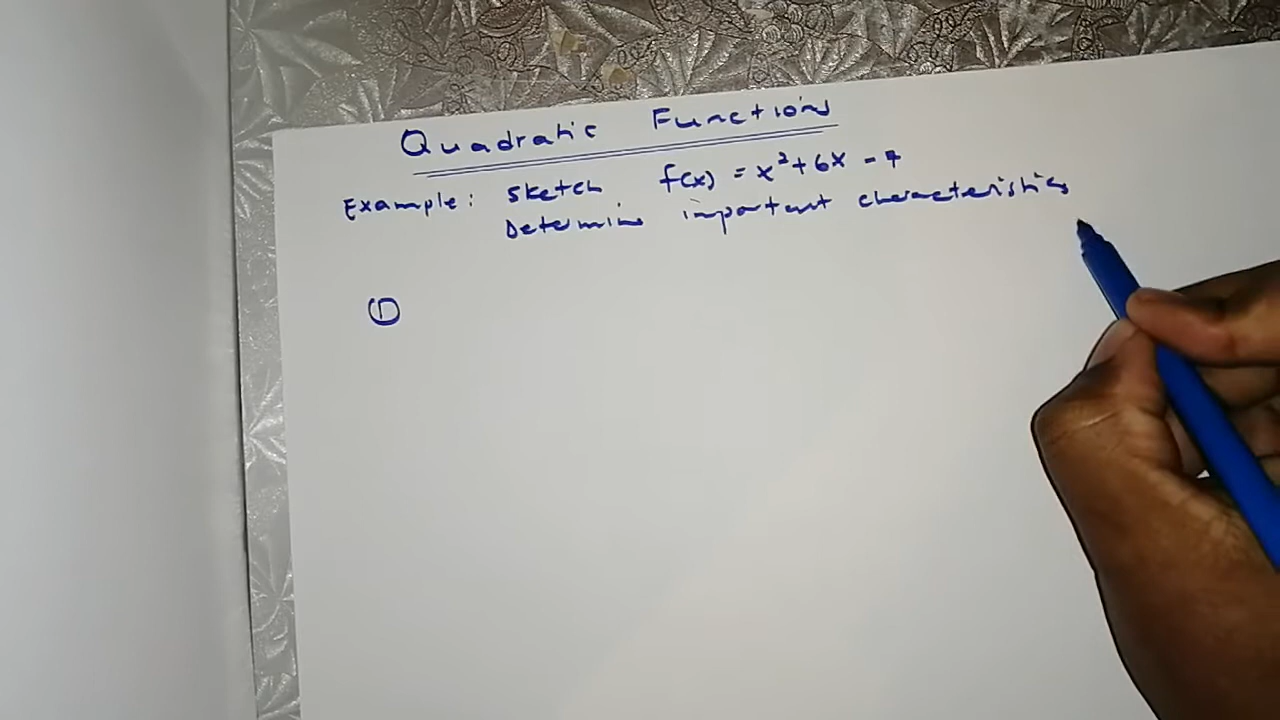 Quadratic Functions
Example: sketch f(x) = x² + 6x - 7
Determine important characteristics
①